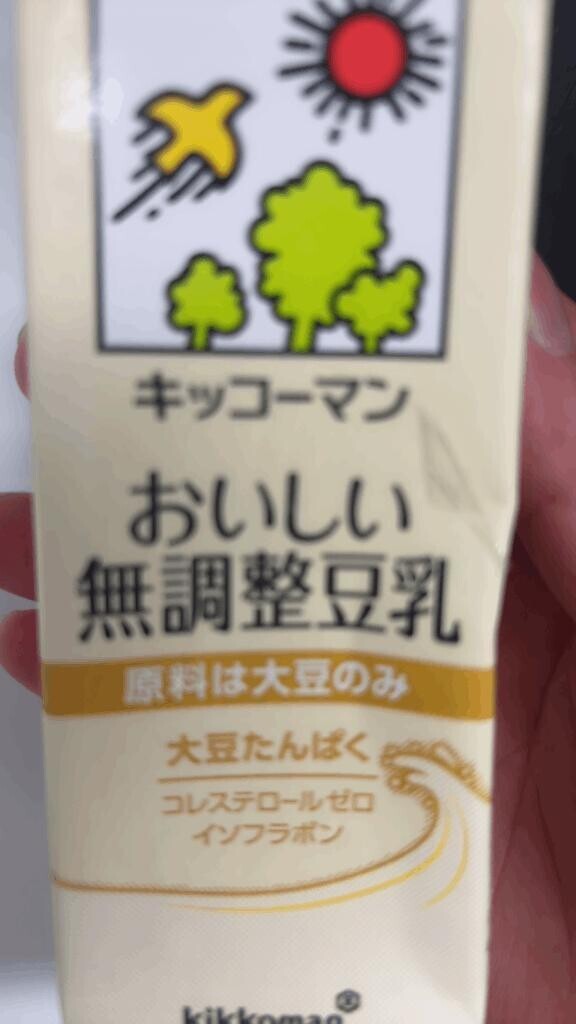 キッコーマン
おいしい
無調整豆乳
原料は大豆のみ
大豆たんぱく
コレステロールゼロ
イソフラボン
kikkoman®